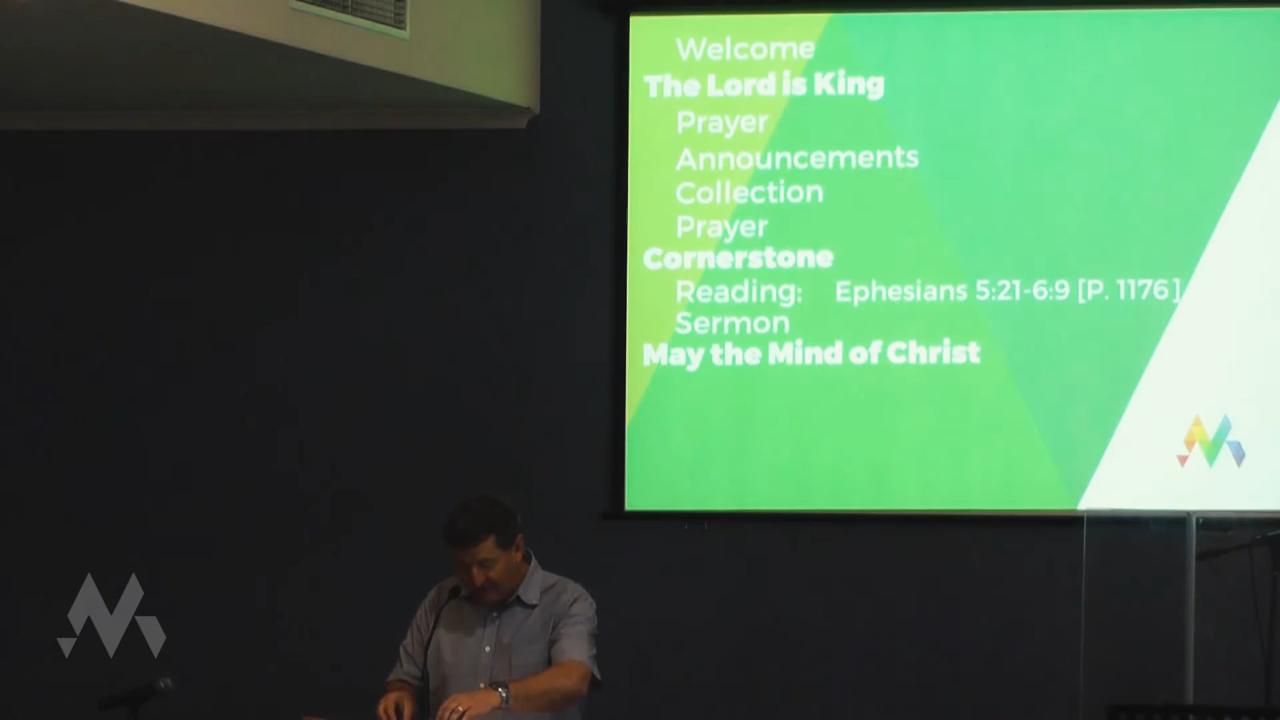 Welcome
The Lord is King
Prayer
Announcements
Collection
Prayer
Cornerstone
Reading: Ephesians 5:21-6:9 [P. 1176]
Sermon
May the Mind of Christ